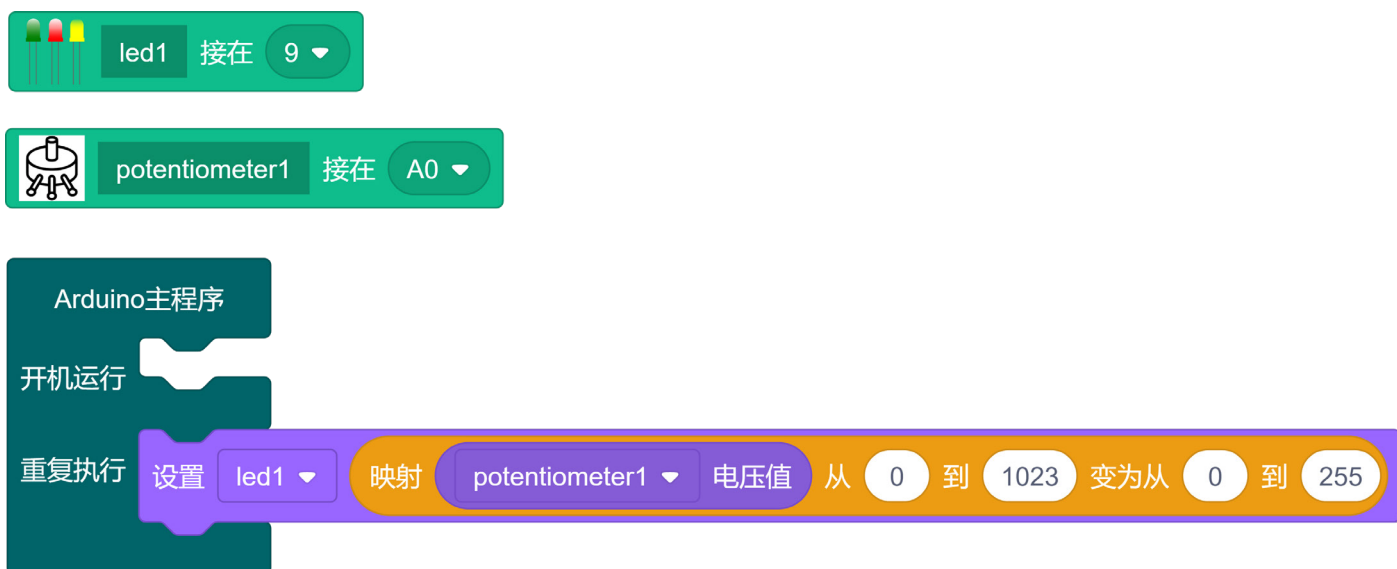 led1 接在 9
potentiometer1 接在 A0
Arduino主程序
开机运行
重复执行 设置 led1 映射 potentiometer1 电压值 从 0 到 1023 变为从 0 到 255